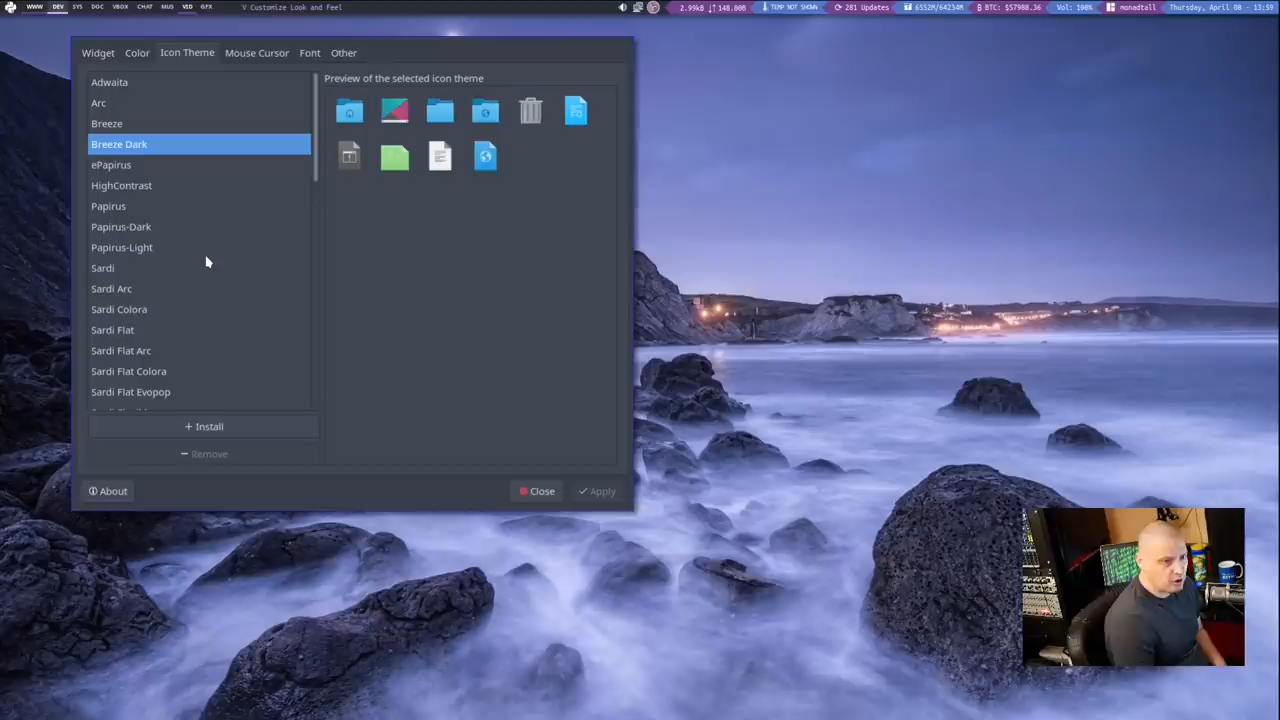 WWW DEV SYS DOC VBOX CHAT MUS VID GFX V Customize Look and Feel 2.99kB ↓↑ 148.00B TEMP NOT SHOWN 281 Updates 6552M/64234M BTC: $57988.36 Vol: 100% monadtall Thursday, April 08 - 13:59
Widget Color Icon Theme Mouse Cursor Font Other
Adwaita
Arc
Breeze
Breeze Dark
ePapirus
HighContrast
Papirus
Papirus-Dark
Papirus-Light
Sardi
Sardi Arc
Sardi Colora
Sardi Flat
Sardi Flat Arc
Sardi Flat Colora
Sardi Flat Evopop
+ Install
− Remove
Preview of the selected icon theme
About Close Apply